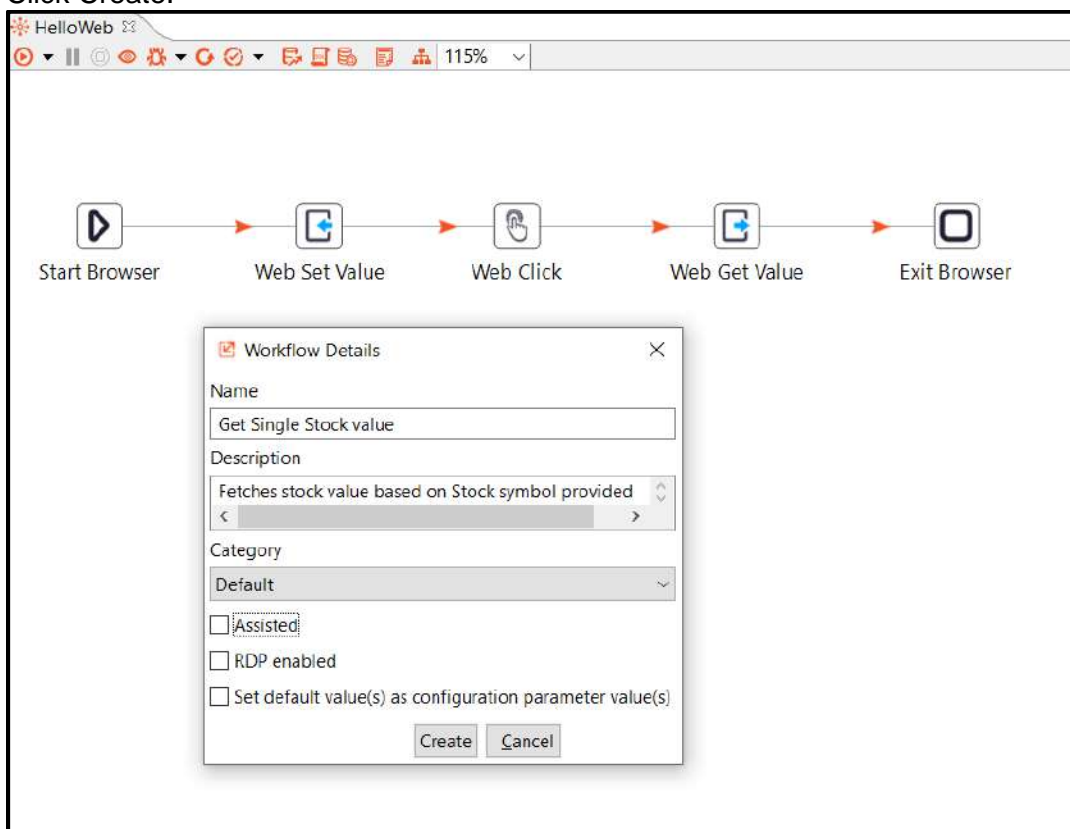 Click Create.
HelloWeb
115%
Start Browser
Web Set Value
Web Click
Web Get Value
Exit Browser
Workflow Details
Name
Get Single Stock value
Description
Fetches stock value based on Stock symbol provided
Category
Default
Assisted
RDP enabled
Set default value(s) as configuration parameter value(s)
Create Cancel